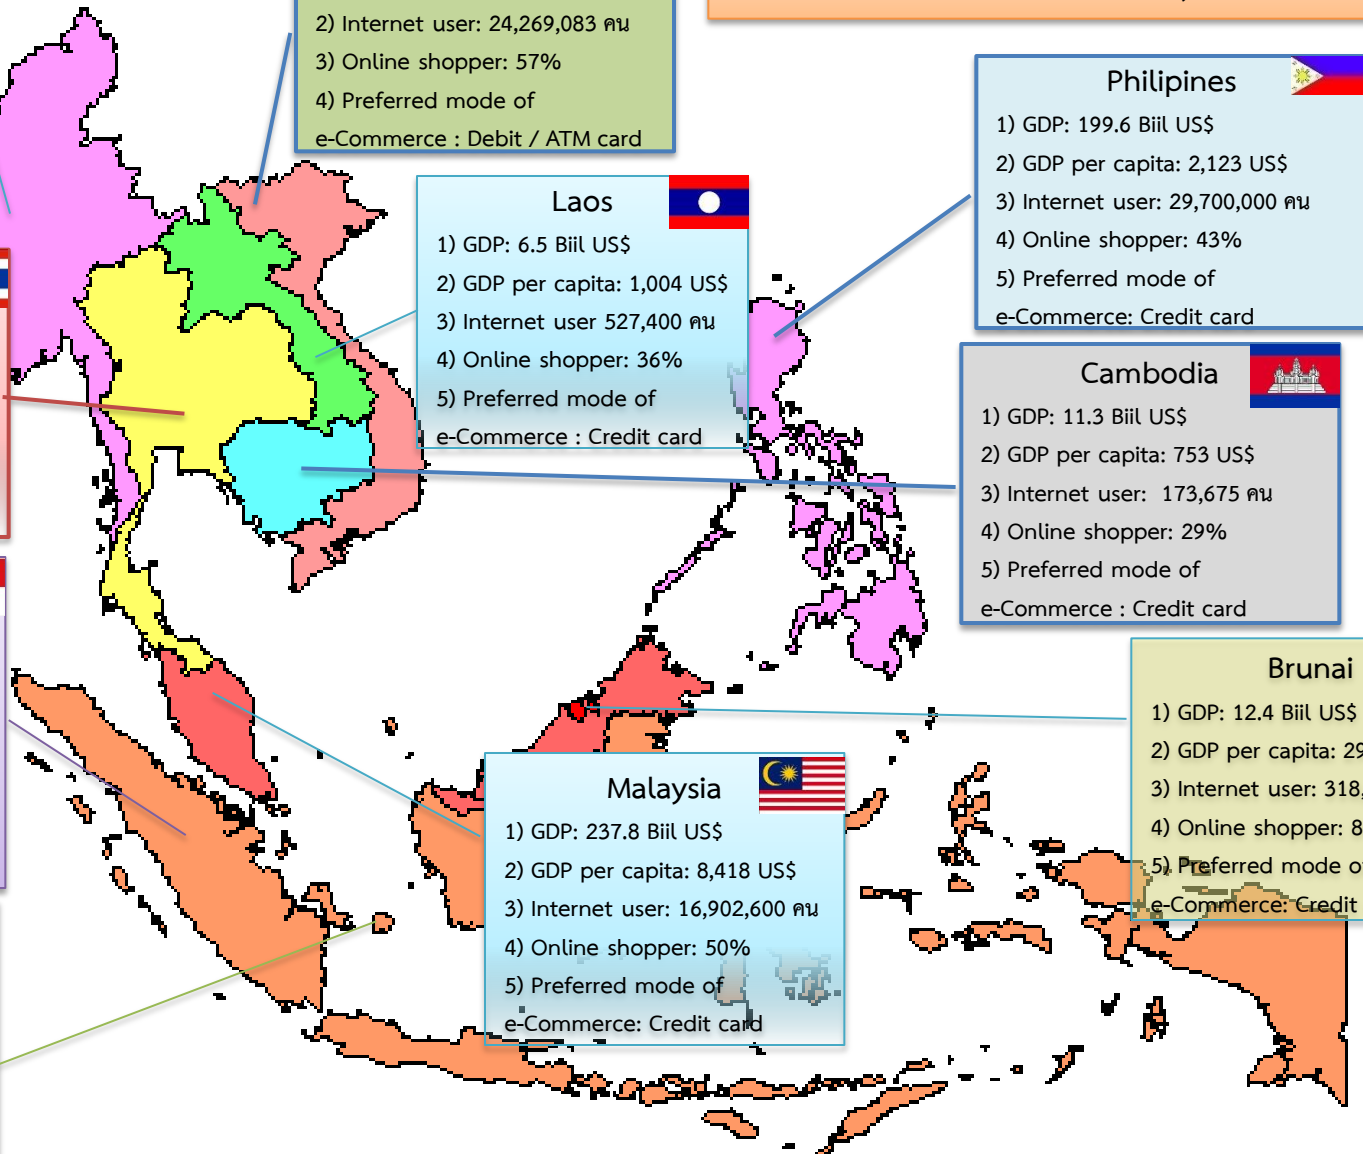 2) Internet user: 24,269,083 คน
3) Online shopper: 57%
4) Preferred mode of
e-Commerce : Debit / ATM card
Philipines
1) GDP: 199.6 Biil US$
2) GDP per capita: 2,123 US$
3) Internet user: 29,700,000 คน
4) Online shopper: 43%
5) Preferred mode of
e-Commerce: Credit card
Laos
1) GDP: 6.5 Biil US$
2) GDP per capita: 1,004 US$
3) Internet user 527,400 คน
4) Online shopper: 36%
5) Preferred mode of
e-Commerce : Credit card
Cambodia
1) GDP: 11.3 Biil US$
2) GDP per capita: 753 US$
3) Internet user: 173,675 คน
4) Online shopper: 29%
5) Preferred mode of
e-Commerce : Credit card
Brunai
1) GDP: 12.4 Biil US$
2) GDP per capita: 29
3) Internet user: 318,
4) Online shopper: 8
5) Preferred mode o
e-Commerce: Credit
Malaysia
1) GDP: 237.8 Biil US$
2) GDP per capita: 8,418 US$
3) Internet user: 16,902,600 คน
4) Online shopper: 50%
5) Preferred mode of
e-Commerce: Credit card